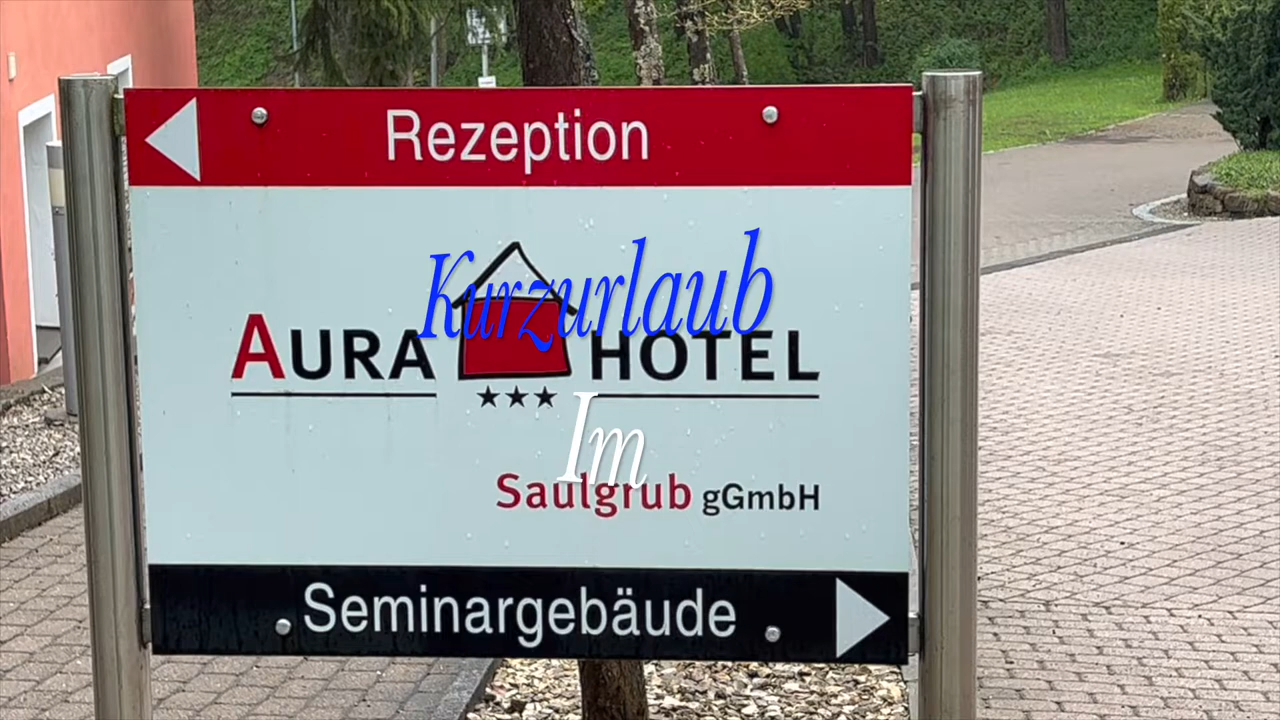 Rezeption
Kurzurlaub
AURA HOTEL
Im
Saulgrub gGmbH
Seminargebäude